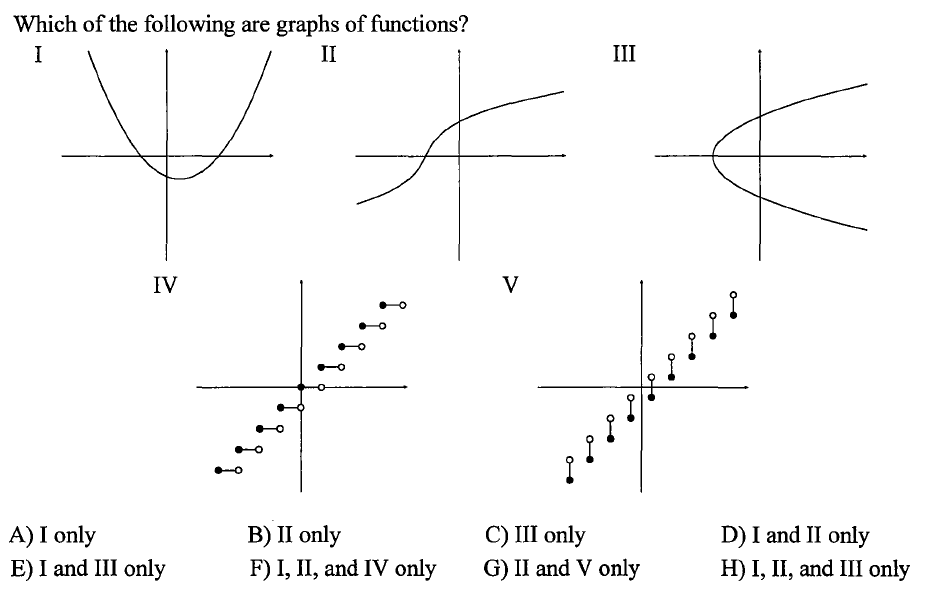 Which of the following are graphs of functions?
I II III
IV V
A) I only B) II only C) III only D) I and II only
E) I and III only F) I, II, and IV only G) II and V only H) I, II, and III only